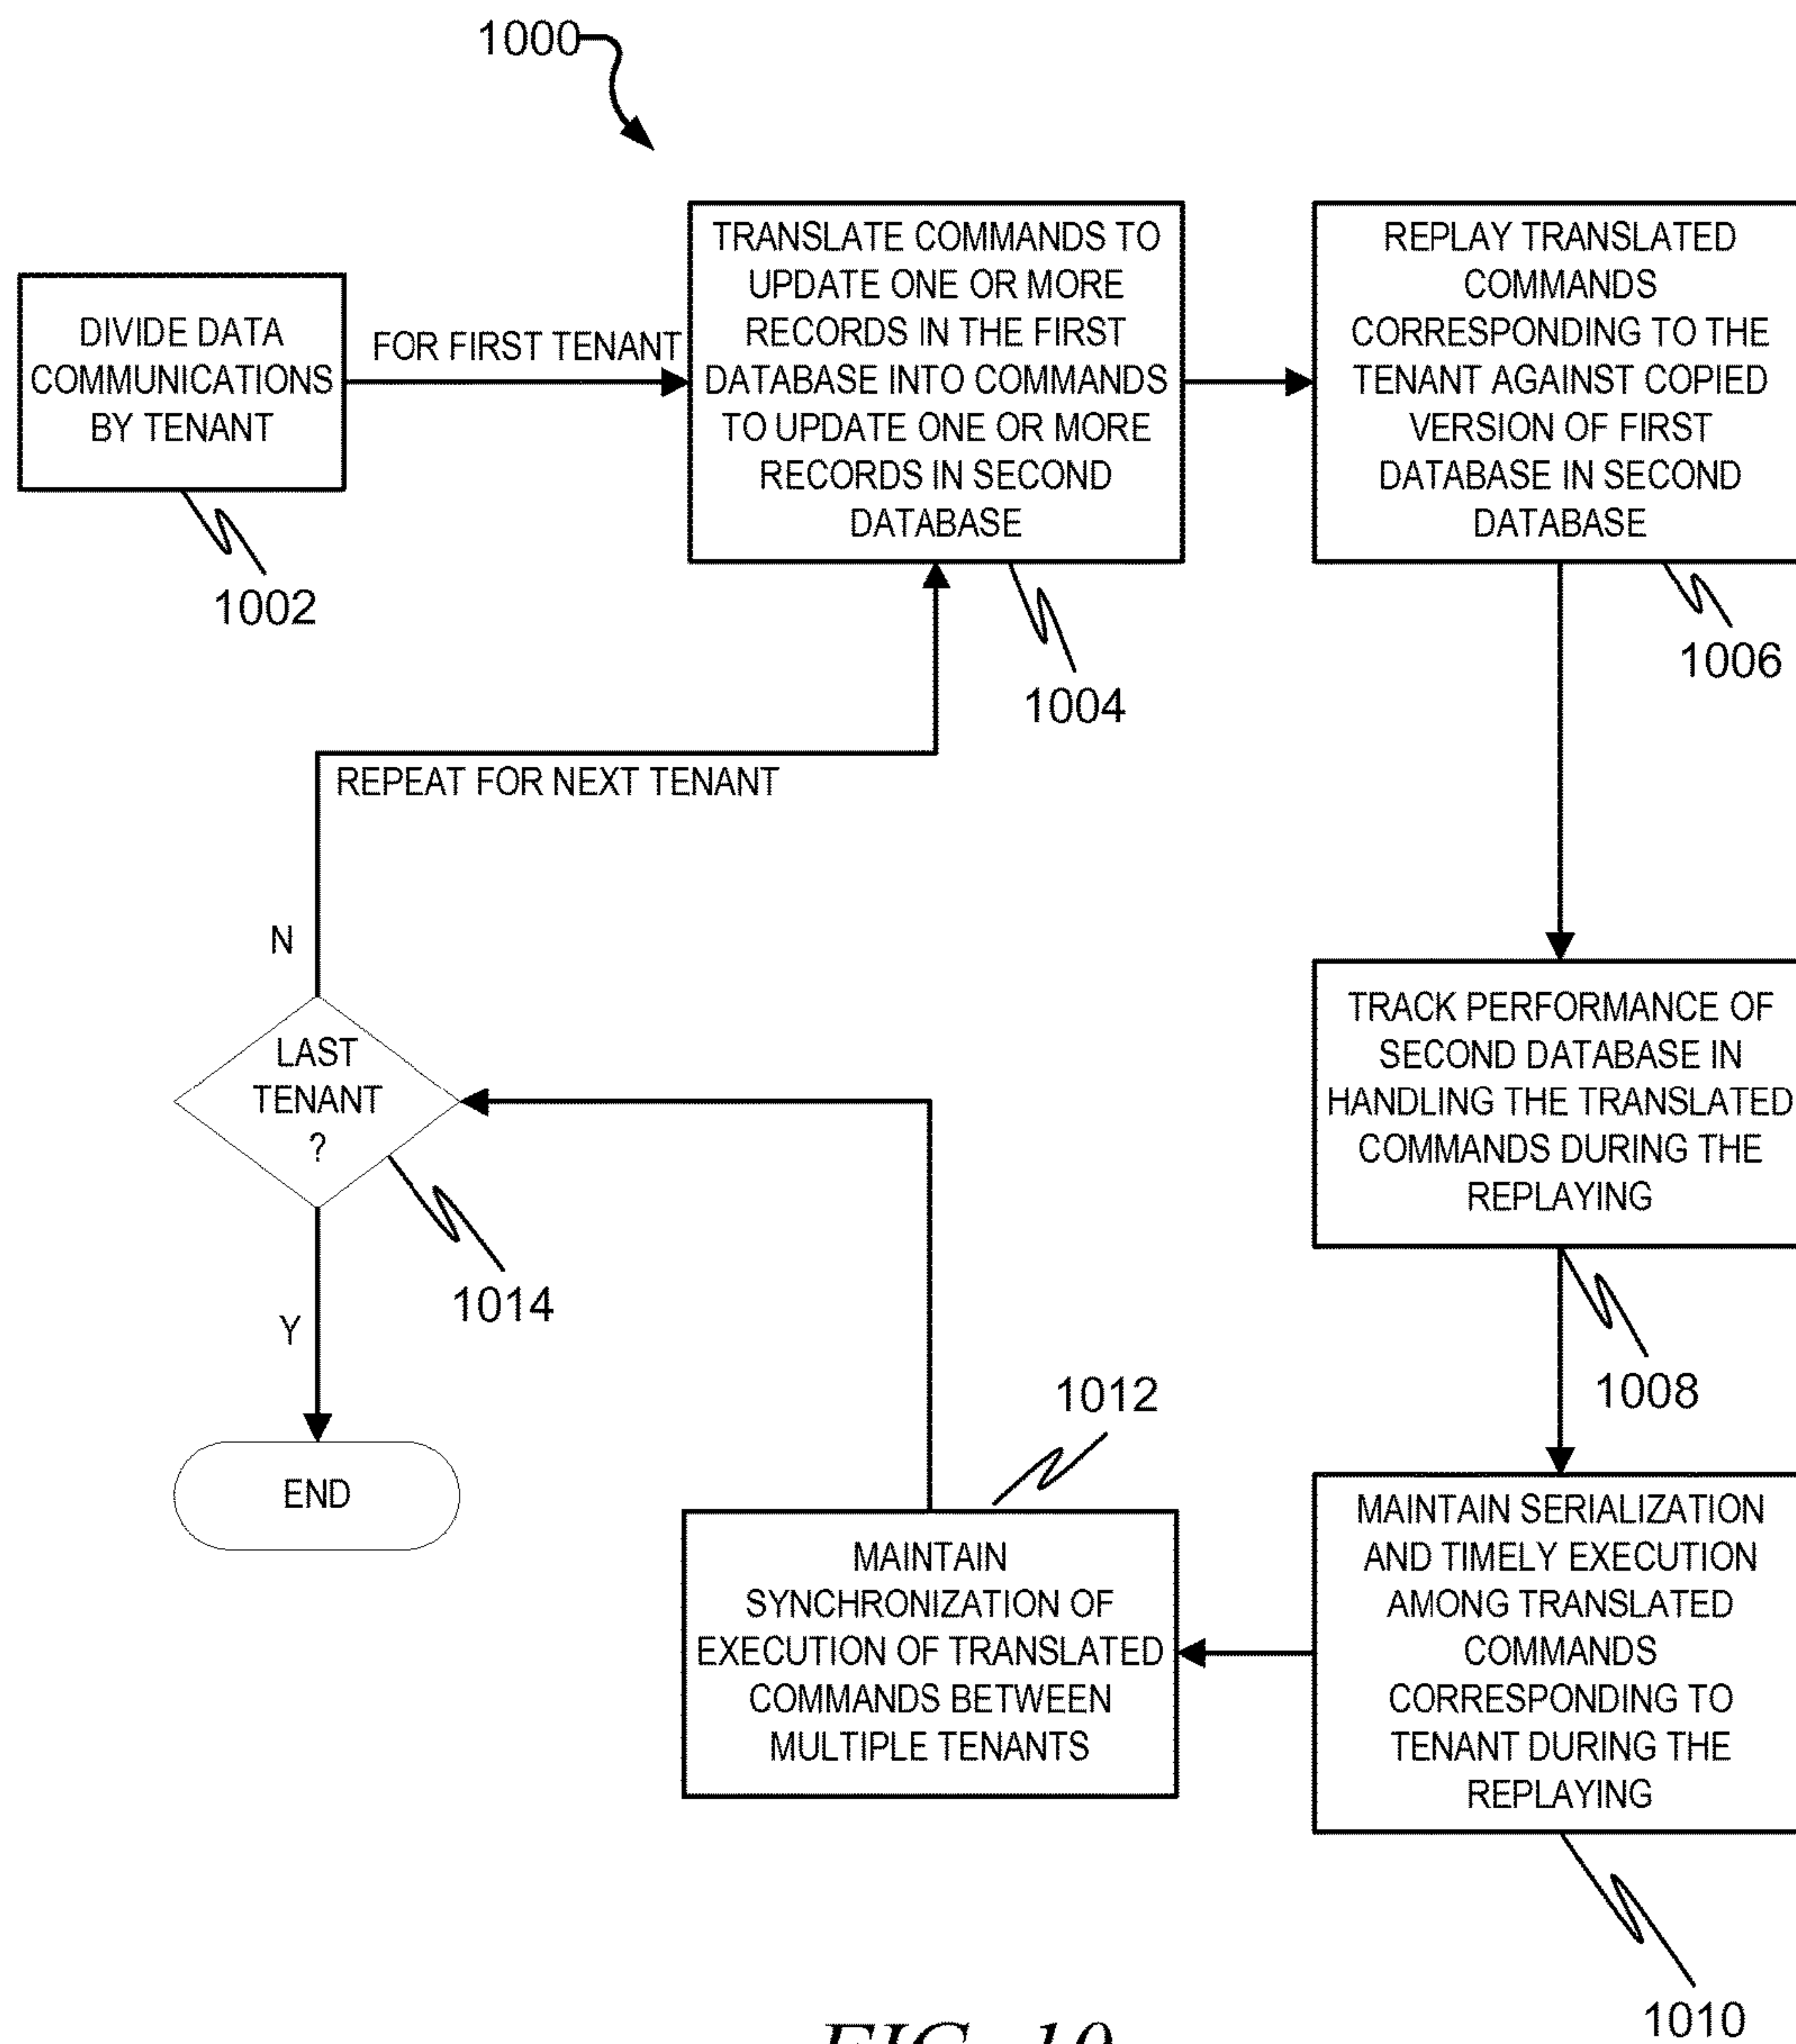 1000
DIVIDE DATA
COMMUNICATIONS
BY TENANT
1002
FOR FIRST TENANT
TRANSLATE COMMANDS TO
UPDATE ONE OR MORE
RECORDS IN THE FIRST
DATABASE INTO COMMANDS
TO UPDATE ONE OR MORE
RECORDS IN SECOND
DATABASE
1004
REPLAY TRANSLATED
COMMANDS
CORRESPONDING TO THE
TENANT AGAINST COPIED
VERSION OF FIRST
DATABASE IN SECOND
DATABASE
1006
REPEAT FOR NEXT TENANT
N
LAST
TENANT
?
1014
Y
END
TRACK PERFORMANCE OF
SECOND DATABASE IN
HANDLING THE TRANSLATED
COMMANDS DURING THE
REPLAYING
1008
1012
MAINTAIN
SYNCHRONIZATION OF
EXECUTION OF TRANSLATED
COMMANDS BETWEEN
MULTIPLE TENANTS
MAINTAIN SERIALIZATION
AND TIMELY EXECUTION
AMONG TRANSLATED
COMMANDS
CORRESPONDING TO
TENANT DURING THE
REPLAYING
1010
FIG. 10